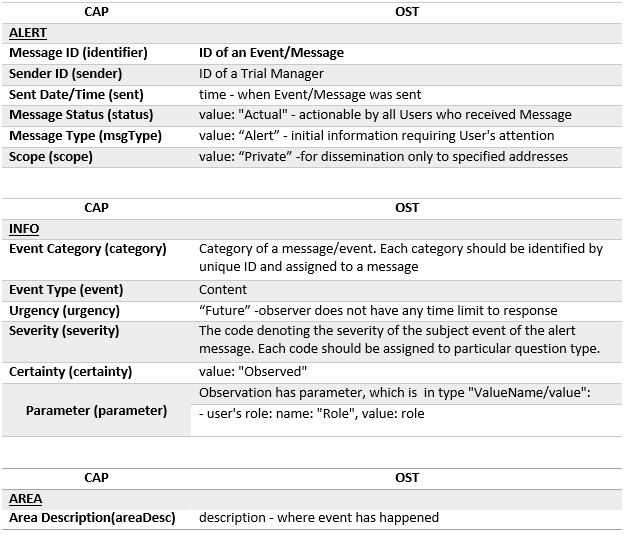 CAP OST
ALERT
Message ID (identifier) ID of an Event/Message
Sender ID (sender) ID of a Trial Manager
Sent Date/Time (sent) time - when Event/Message was sent
Message Status (status) value: "Actual" - actionable by all Users who received Message
Message Type (msgType) value: “Alert” - initial information requiring User's attention
Scope (scope) value: “Private” -for dissemination only to specified addresses
CAP OST
INFO
Event Category (category) Category of a message/event. Each category should be identified by
unique ID and assigned to a message
Event Type (event) Content
Urgency (urgency) “Future” -observer does not have any time limit to response
Severity (severity) The code denoting the severity of the subject event of the alert
message. Each code should be assigned to particular question type.
Certainty (certainty) value: "Observed"
Parameter (parameter) Observation has parameter, which is in type "ValueName/value":
- user's role: name: "Role", value: role
CAP OST
AREA
Area Description(areaDesc) description - where event has happened